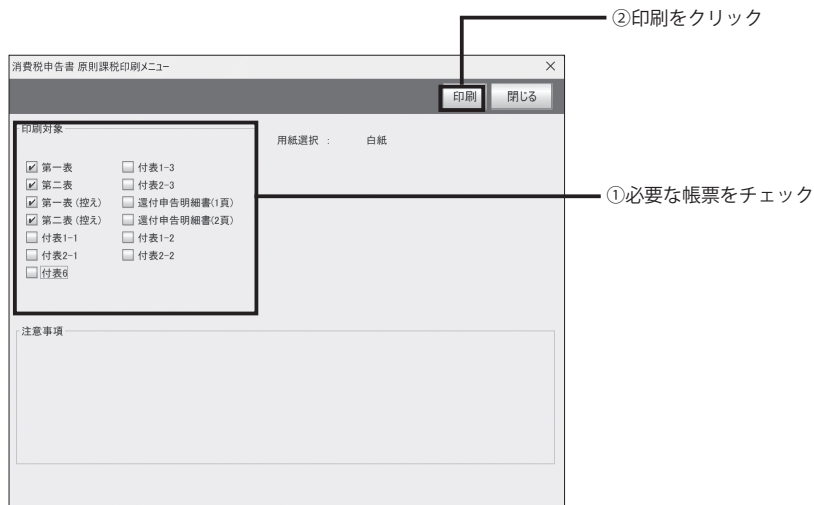 ②印刷をクリック
消費税申告書 原則課税印刷メニュー
印刷 閉じる
印刷対象
用紙選択 : 白紙
第一表 付表1-3
第二表 付表2-3
第一表(控え) 還付申告明細書(1頁)
第二表(控え) 還付申告明細書(2頁)
付表1-1 付表1-2
付表2-1 付表2-2
付表6
①必要な帳票をチェック
注意事項